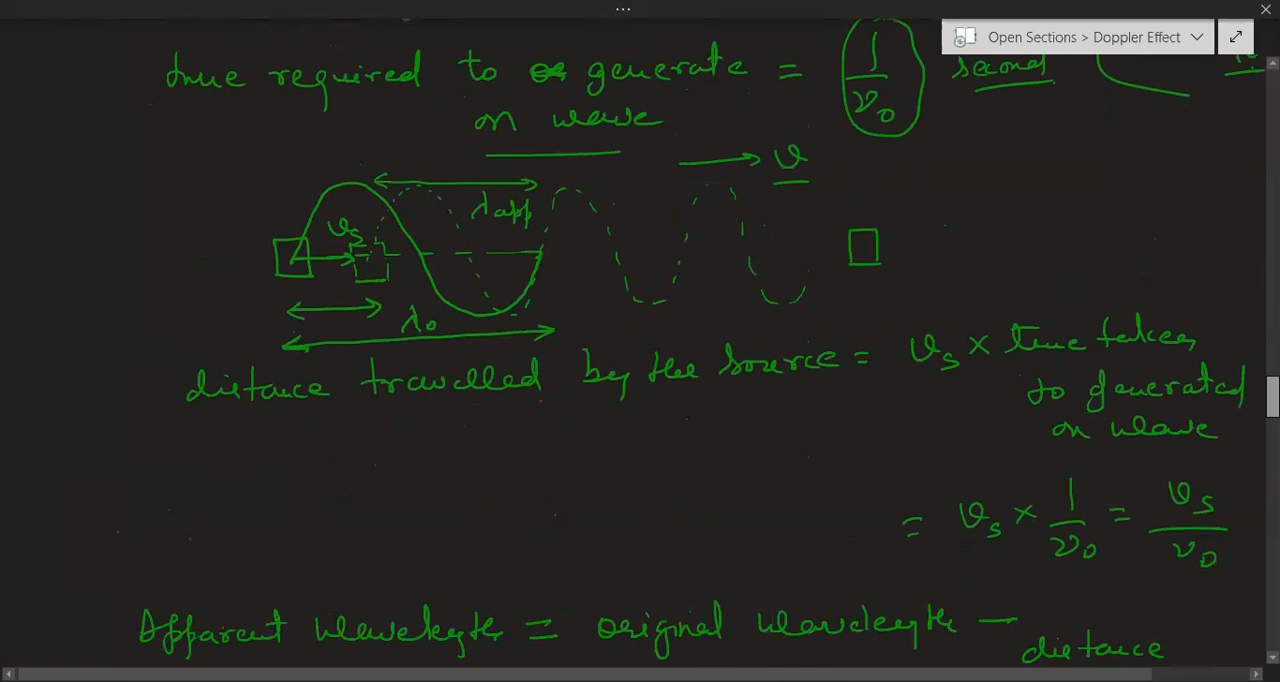 Open Sections > Doppler Effect
time required to generate = 1/ν₀ second
on wave
v
λapp
vs
λ₀
distance travelled by the source = vs × time taken
to generated
on wave
= vs × 1/ν₀ = vs/ν₀
Apparent wavelength = original wavelength —
distance